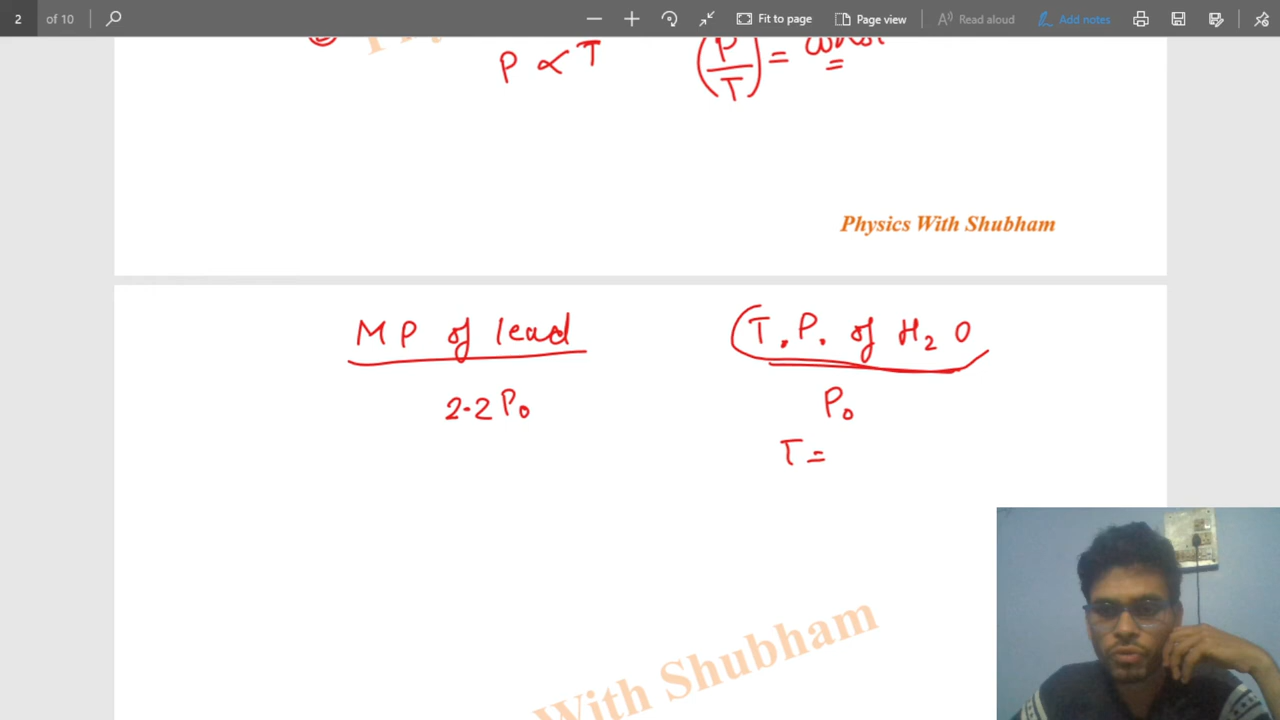 2 of 10 Fit to page Page view Read aloud Add notes
P ∝ T (P/T) = const
Physics With Shubham
MP of lead T.P. of H₂O
2.2 P₀ P₀
T =
With Shubham